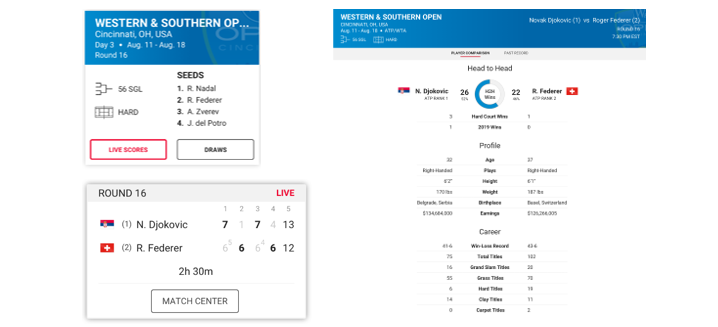 WESTERN & SOUTHERN OP...
Cincinnati, OH, USA
Day 3 • Aug. 11 - Aug. 18
Round 16
56 SGL
HARD
SEEDS
1. R. Nadal
2. R. Federer
3. A. Zverev
4. J. del Potro
LIVE SCORES
DRAWS
ROUND 16
LIVE
1 2 3 4 5
(1) N. Djokovic 7 1 7 4 13
(2) R. Federer 6 5 6 6 4 6 12
2h 30m
MATCH CENTER
WESTERN & SOUTHERN OPEN
Cincinnati, OH, USA
Aug. 11 - Aug. 18 • ATP/WTA
56 SGL HARD
Novak Djokovic (1) vs Roger Federer (2)
7:30 PM EST
PLAYER COMPARISON
PAST RECORD
Head to Head
N. Djokovic
ATP RANK 1
26
H2H
Wins
22
R. Federer
ATP RANK 2
3 Hard Court Wins 1
1 2019 Wins 0
Profile
32 Age 37
Right-Handed Plays Right-Handed
6'2" Height 6'1"
170 lbs Weight 187 lbs
Belgrade, Serbia Birthplace Basel, Switzerland
$134,684,000 Earnings $126,266,005
Career
41-6 Win-Loss Record 43-6
75 Total Titles 102
16 Grand Slam Titles 20
55 Grass Titles 70
6 Hard Titles 19
14 Clay Titles 11
0 Carpet Titles 2